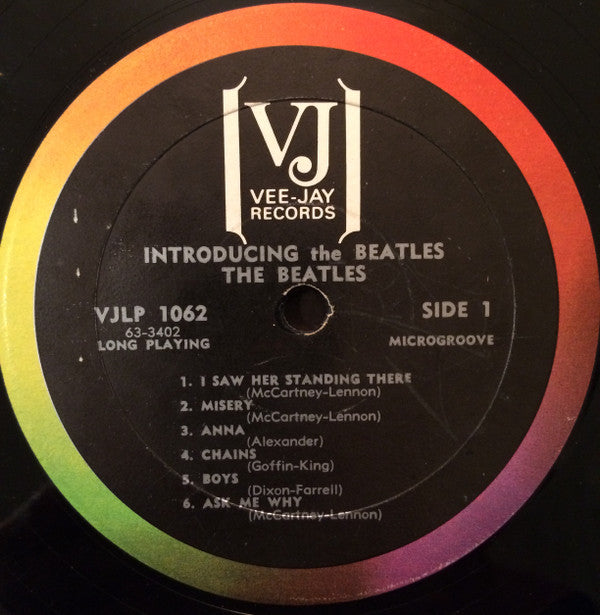 VJ
VEE-JAY
RECORDS
INTRODUCING the BEATLES
THE BEATLES
VJLP 1062 SIDE 1
63-3402
LONG PLAYING MICROGROOVE
1. I SAW HER STANDING THERE
(McCartney-Lennon)
2. MISERY
(McCartney-Lennon)
3. ANNA
(Alexander)
4. CHAINS
(Goffin-King)
5. BOYS
(Dixon-Farrell)
6. ASK ME WHY
(McCartney-Lennon)